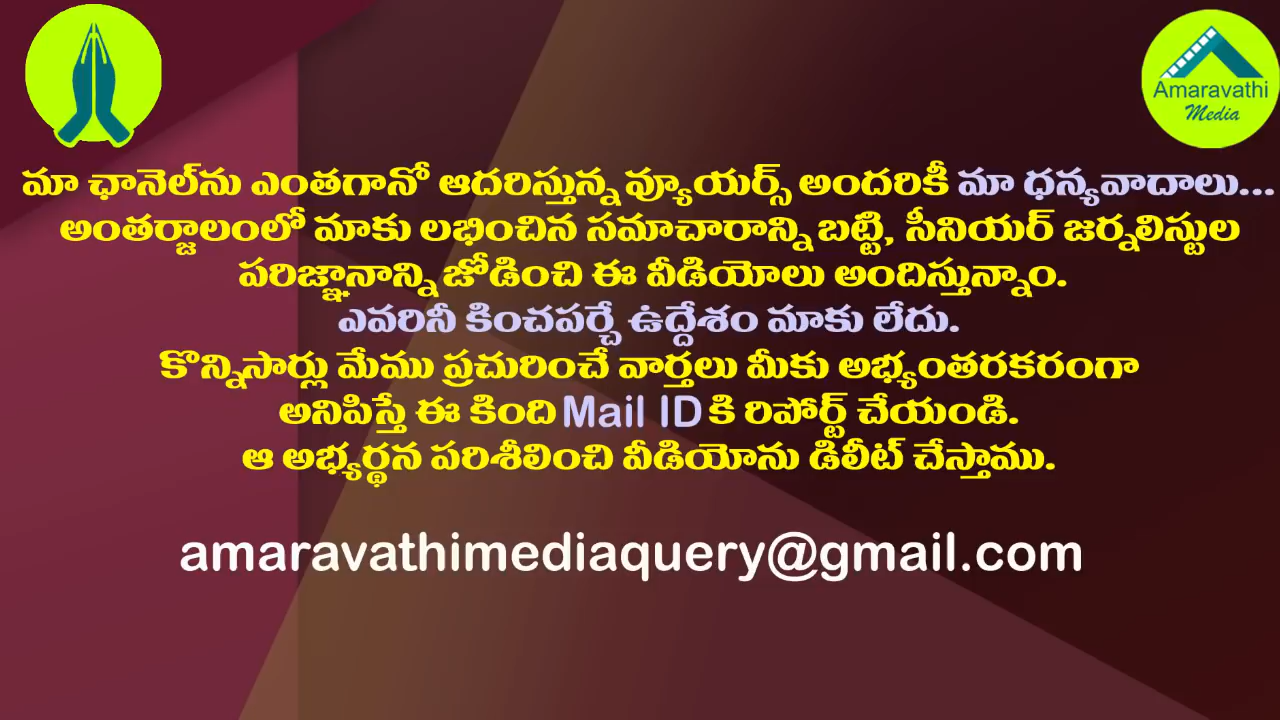 Amaravathi
Media
మా ఛానెల్‌ను ఎంతగానో ఆదరిస్తున్న వ్యూయర్స్ అందరికీ మా ధన్యవాదాలు...
అంతర్జాలంలో మాకు లభించిన సమాచారాన్ని బట్టి, సీనియర్ జర్నలిస్టుల
పరిజ్ఞానాన్ని జోడించి ఈ వీడియోలు అందిస్తున్నాం.
ఎవరినీ కించపర్చే ఉద్దేశం మాకు లేదు.
కొన్నిసార్లు మేము ప్రచురించే వార్తలు మీకు అభ్యంతరకరంగా
అనిపిస్తే ఈ కింది Mail ID కి రిపోర్ట్ చేయండి.
ఆ అభ్యర్థన పరిశీలించి వీడియోను డిలీట్ చేస్తాము.
amaravathimediaquery@gmail.com